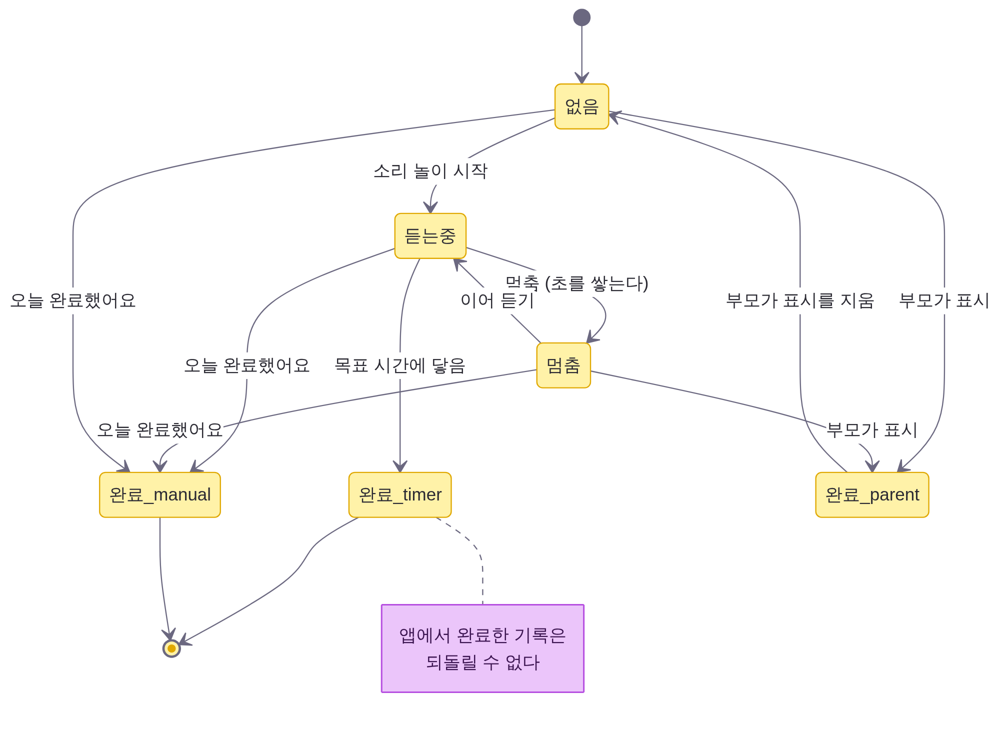 없음
소리 놀이 시작
듣는중
멈춤 (초를 쌓는다)
오늘 완료했어요
이어 듣기
부모가 표시를 지움
부모가 표시
오늘 완료했어요
목표 시간에 닿음
멈춤
오늘 완료했어요
부모가 표시
완료_manual
완료_timer
완료_parent
앱에서 완료한 기록은
되돌릴 수 없다